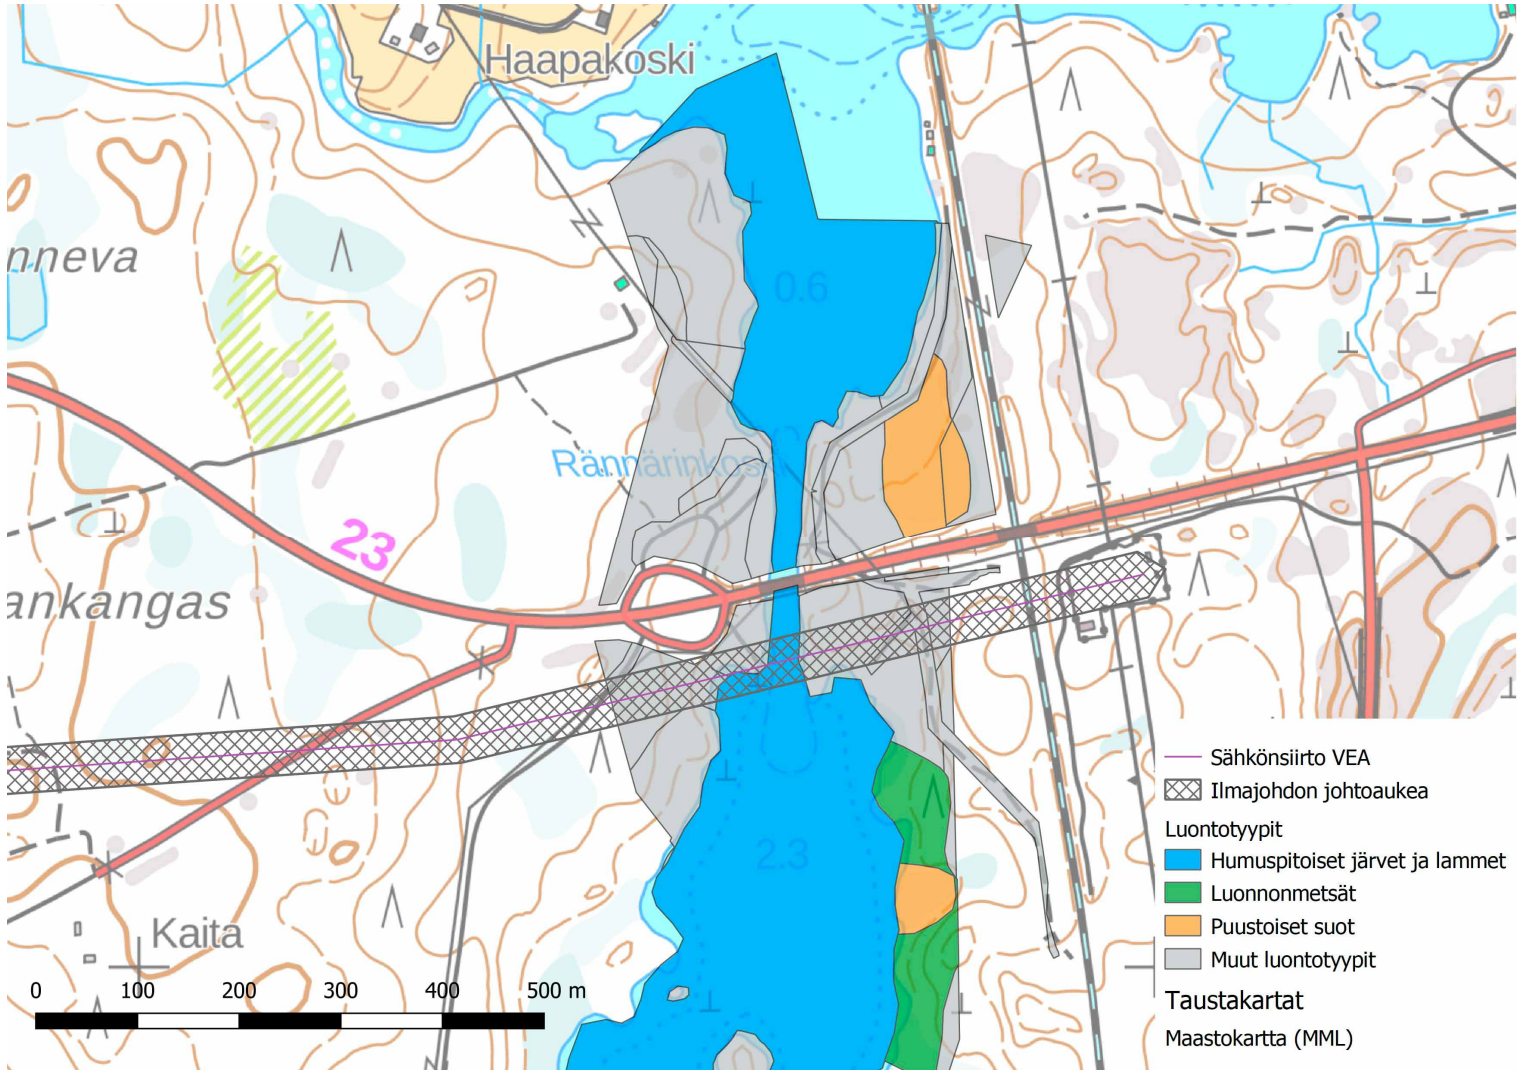 Haapakoski
nneva
0.6
Rännärinkoski
23
ankangas
2.3
Kaita
0 100 200 300 400 500 m
Sähkönsiirto VEA
Ilmajohdon johtoaukea
Luontotyypit
Humuspitoiset järvet ja lammet
Luonnonmetsät
Puustoiset suot
Muut luontotyypit
Taustakartat
Maastokartta (MML)